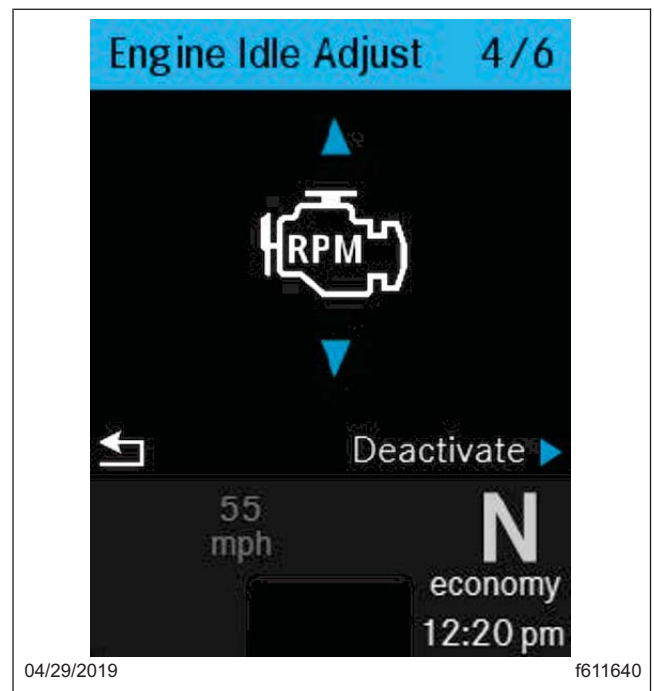 Engine Idle Adjust 4/6
RPM
Deactivate
55
mph
N
economy
12:20 pm
04/29/2019 f611640